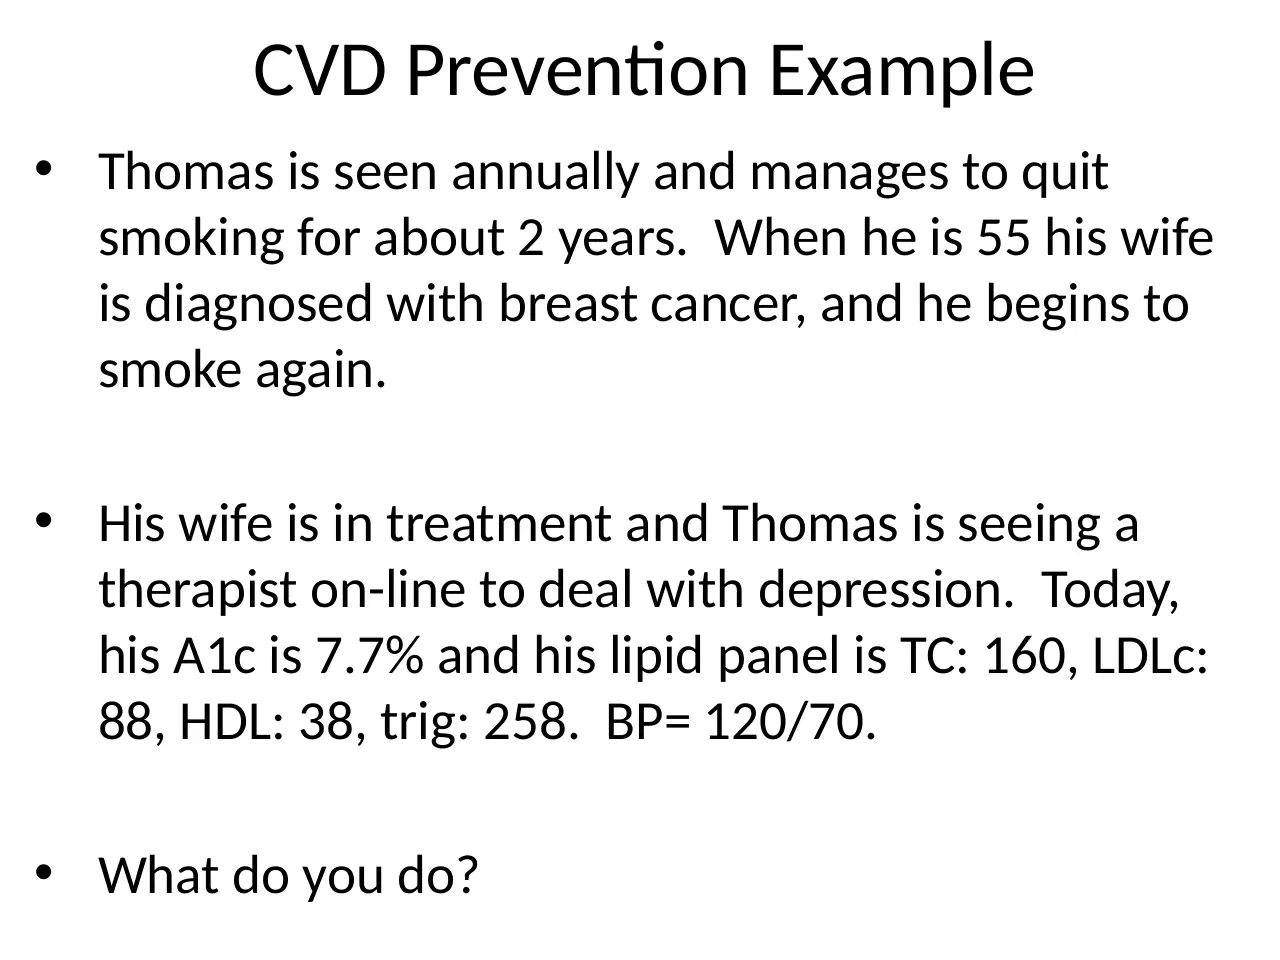 CVD Prevention Example
• Thomas is seen annually and manages to quit
smoking for about 2 years.  When he is 55 his wife
is diagnosed with breast cancer, and he begins to
smoke again.
• His wife is in treatment and Thomas is seeing a
therapist on-line to deal with depression.  Today,
his A1c is 7.7% and his lipid panel is TC: 160, LDLc:
88, HDL: 38, trig: 258.  BP= 120/70.
• What do you do?